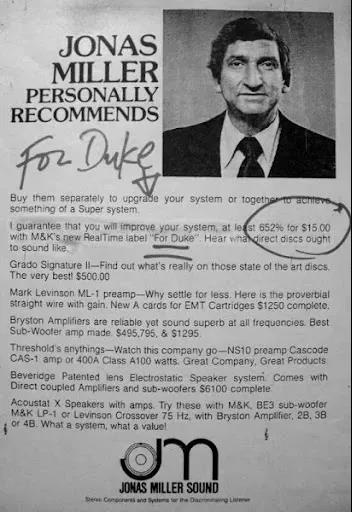 JONAS
MILLER
PERSONALLY
RECOMMENDS
For Duke
Buy them separately to upgrade your system or together to achieve
something of a Super system.
I guarantee that you will improve your system, at least 652% for $15.00
with M&K's new RealTime label "For Duke". Hear what direct discs ought
to sound like.
Grado Signature II—Find out what's really on those state of the art discs.
The very best! $500.00
Mark Levinson ML-1 preamp—Why settle for less. Here is the proverbial
straight wire with gain. New A cards for EMT Cartridges $1250 complete.
Bryston Amplifiers are reliable yet sound superb at all frequencies. Best
Sub-Woofer amp made. $495,795, & $1295.
Threshold's anythings—Watch this company go—NS10 preamp Cascode
CAS-1 amp or 400A Class A100 watts. Great Company, Great Products.
Beveridge Patented lens Electrostatic Speaker system. Comes with
Direct coupled Amplifiers and sub-woofers $6100 complete.
Acoustat X Speakers with amps. Try these with M&K, BE3 sub-woofer
M&K LP-1 or Levinson Crossover 75 Hz, with Bryston Amplifier, 2B, 3B
or 4B. What a system, what a value!
jm
JONAS MILLER SOUND
Stereo Components and Systems for the Discriminating Listener